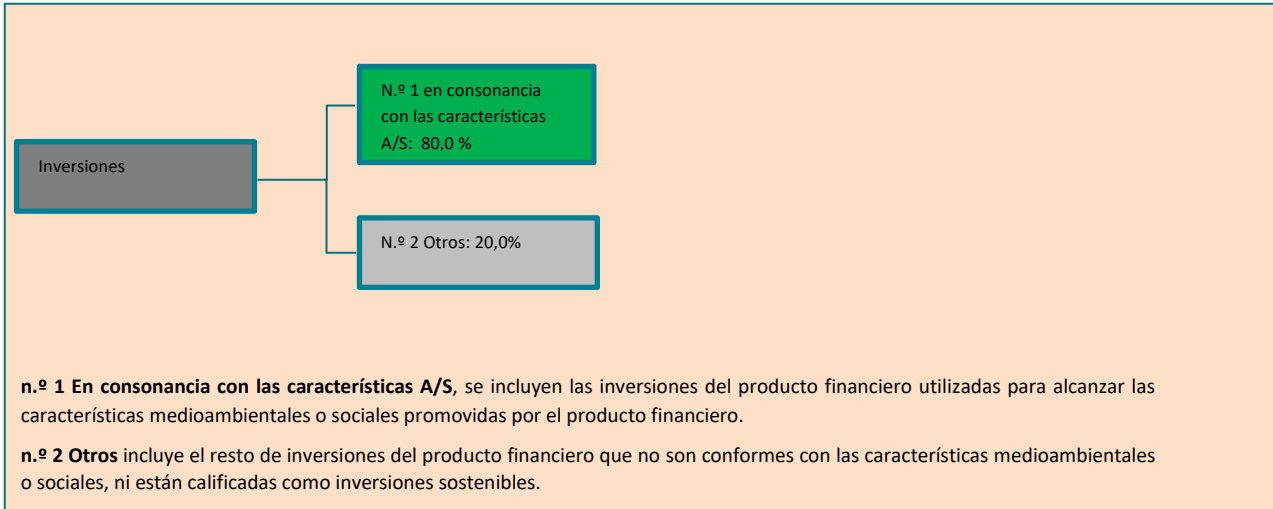 N.º 1 en consonancia
con las características
A/S: 80,0 %
Inversiones
N.º 2 Otros: 20,0%
n.º 1 En consonancia con las características A/S, se incluyen las inversiones del producto financiero utilizadas para alcanzar las
características medioambientales o sociales promovidas por el producto financiero.
n.º 2 Otros incluye el resto de inversiones del producto financiero que no son conformes con las características medioambientales
o sociales, ni están calificadas como inversiones sostenibles.